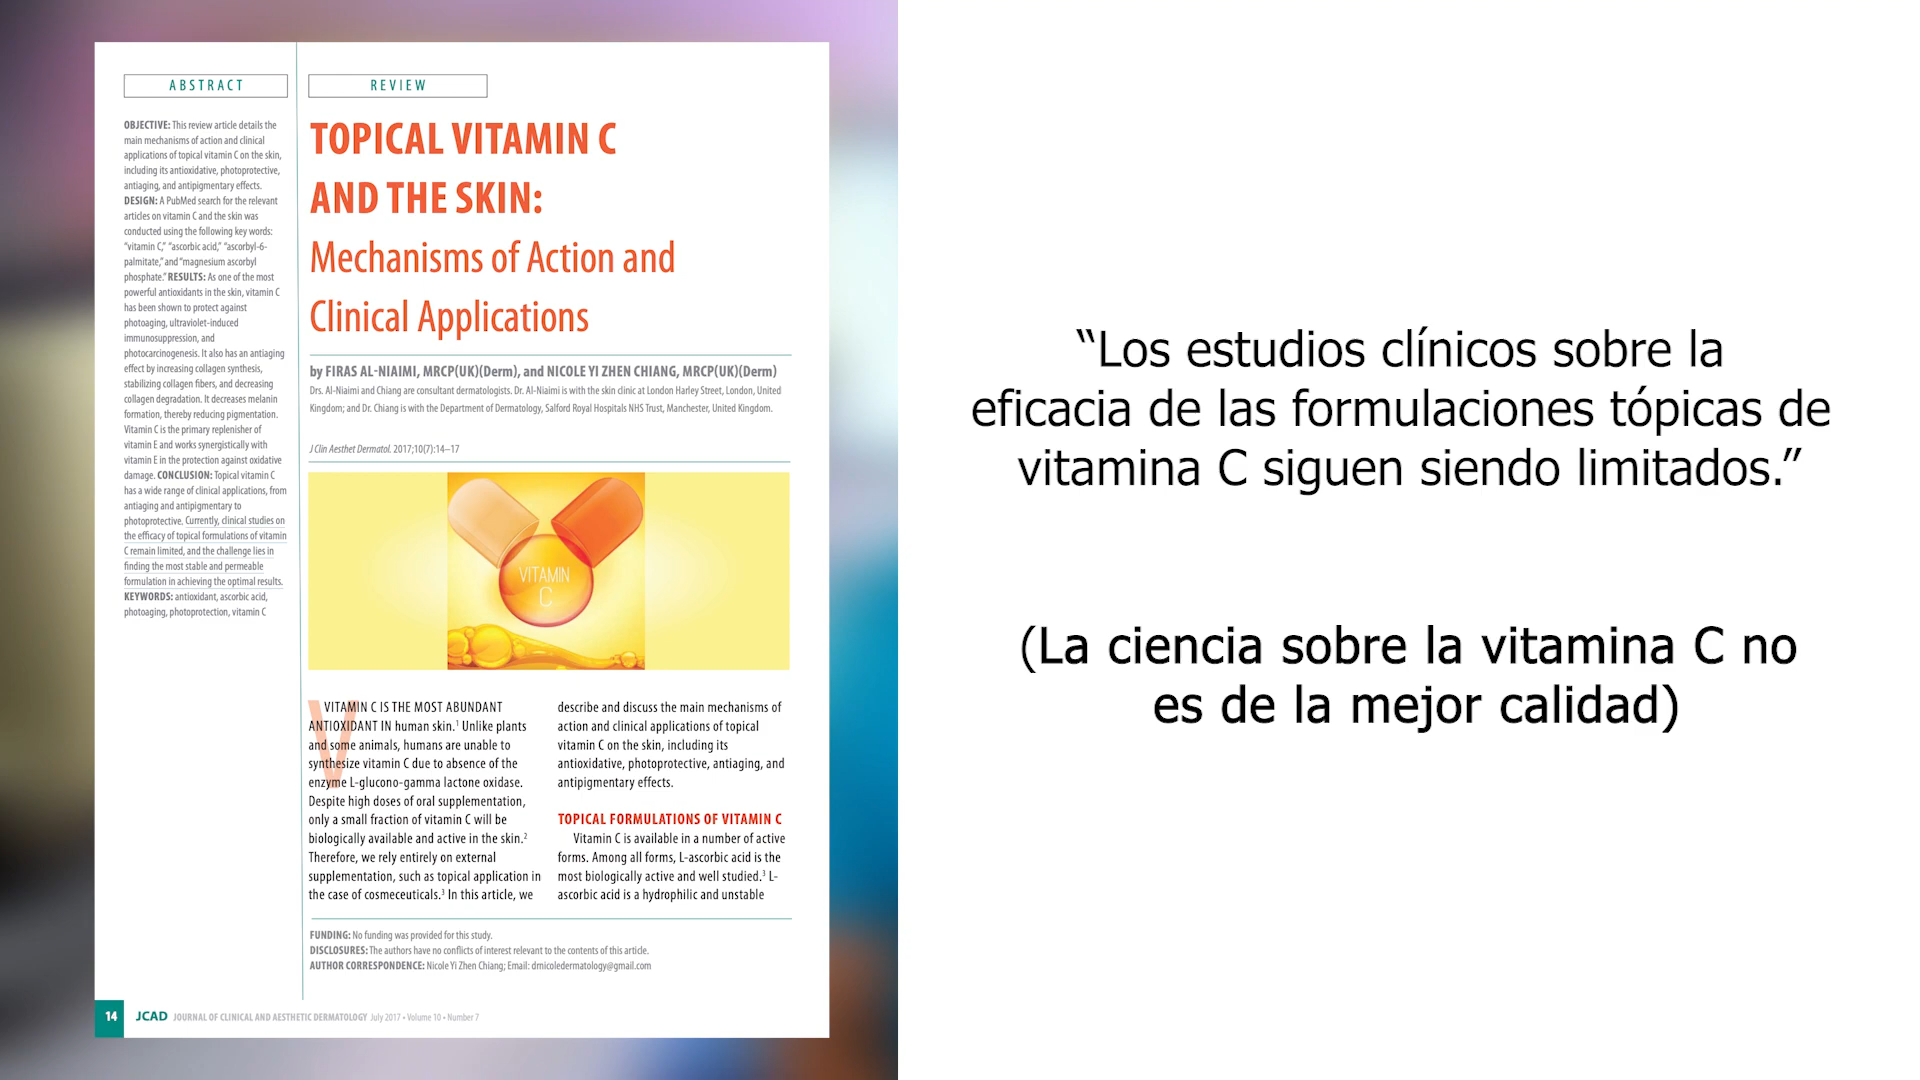 ABSTRACT
OBJECTIVE: This review article details the
main mechanisms of action and clinical
applications of topical vitamin C on the skin,
including its antioxidative, photoprotective,
antiaging, and antipigmentary effects.
DESIGN: A PubMed search for the relevant
articles on vitamin C and the skin was
conducted using the following key words:
“vitamin C,” “ascorbic acid,” “ascorbyl-6-
palmitate,” and “magnesium ascorbyl
phosphate.” RESULTS: As one of the most
powerful antioxidants in the skin, vitamin C
has been shown to protect against
photoaging, ultraviolet-induced
immunosuppression, and
photocarcinogenesis. It also has an antiaging
effect by increasing collagen synthesis,
stabilizing collagen fibers, and decreasing
collagen degradation. It decreases melanin
formation, thereby reducing pigmentation.
Vitamin C is the primary replenisher of
vitamin E and works synergistically with
vitamin E in the protection against oxidative
damage. CONCLUSION: Topical vitamin C
has a wide range of clinical applications, from
antiaging and antipigmentary to
photoprotective. Currently, clinical studies on
the efficacy of topical formulations of vitamin
C remain limited, and the challenge lies in
finding the most stable and permeable
formulation in achieving the optimal results.
KEYWORDS: antioxidant, ascorbic acid,
photoaging, photoprotection, vitamin C
REVIEW
TOPICAL VITAMIN C
AND THE SKIN:
Mechanisms of Action and
Clinical Applications
by FIRAS AL-NIAIMI, MRCP(UK)(Derm), and NICOLE YI ZHEN CHIANG, MRCP(UK)(Derm)
Drs. Al-Niaimi and Chiang are consultant dermatologists. Dr. Al-Niaimi is with the skin clinic at London Harley Street, London, United
Kingdom; and Dr. Chiang is with the Department of Dermatology, Salford Royal Hospitals NHS Trust, Manchester, United Kingdom.
J Clin Aesthet Dermatol. 2017;10(7):14–17
VITAMIN
C
V
VITAMIN C IS THE MOST ABUNDANT
ANTIOXIDANT IN human skin.1 Unlike plants
and some animals, humans are unable to
synthesize vitamin C due to absence of the
enzyme L-glucono-gamma lactone oxidase.
Despite high doses of oral supplementation,
only a small fraction of vitamin C will be
biologically available and active in the skin.2
Therefore, we rely entirely on external
supplementation, such as topical application in
the case of cosmeceuticals.3 In this article, we
describe and discuss the main mechanisms of
action and clinical applications of topical
vitamin C on the skin, including its
antioxidative, photoprotective, antiaging, and
antipigmentary effects.
TOPICAL FORMULATIONS OF VITAMIN C
Vitamin C is available in a number of active
forms. Among all forms, L-ascorbic acid is the
most biologically active and well studied.3 L-
ascorbic acid is a hydrophilic and unstable
FUNDING: No funding was provided for this study.
DISCLOSURES: The authors have no conflicts of interest relevant to the contents of this article.
AUTHOR CORRESPONDENCE: Nicole Yi Zhen Chiang; Email: drnicoledermatology@gmail.com
14 JCAD JOURNAL OF CLINICAL AND AESTHETIC DERMATOLOGY July 2017 • Volume 10 • Number 7
“Los estudios clínicos sobre la
eficacia de las formulaciones tópicas de
vitamina C siguen siendo limitados.”
(La ciencia sobre la vitamina C no
es de la mejor calidad)